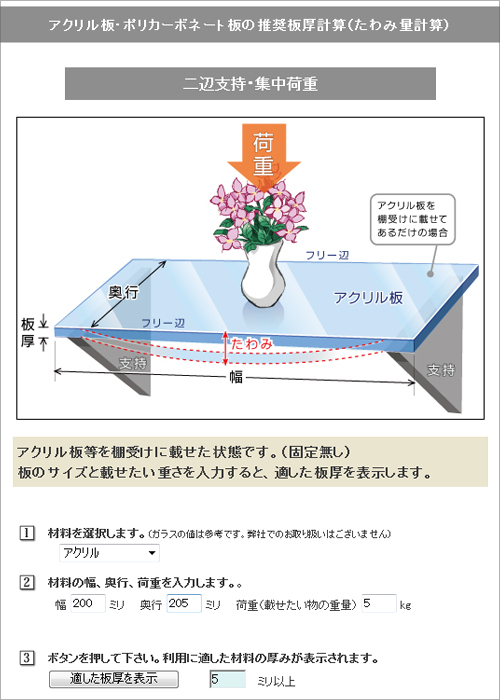 アクリル板・ポリカーボネート板の推奨板厚計算(たわみ量計算)
二辺支持・集中荷重
荷重
アクリル板を
棚受けに載せて
あるだけの場合
フリー辺
奥行
アクリル板
板厚
フリー辺
たわみ
支持
支持
幅
アクリル板等を棚受けに載せた状態です。(固定無し)
板のサイズと載せたい重さを入力すると、適した板厚を表示します。
1 材料を選択します。(ガラスの値は参考です。弊社でのお取り扱いはございません)
アクリル
2 材料の幅、奥行、荷重を入力します。。
幅 200 ミリ 奥行 205 ミリ 荷重(載せたい物の重量) 5 kg
3 ボタンを押して下さい。利用に適した材料の厚みが表示されます。
適した板厚を表示 5 ミリ以上